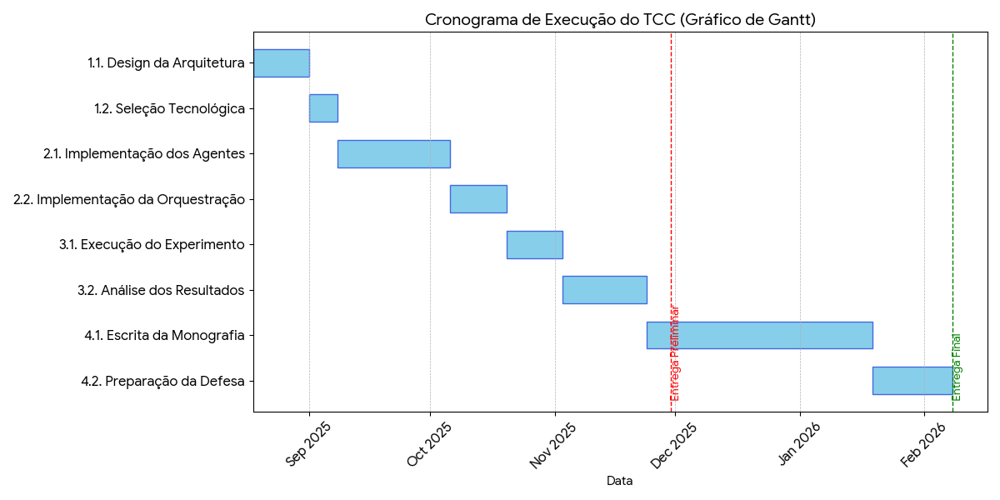 Cronograma de Execução do TCC (Gráfico de Gantt)
1.1. Design da Arquitetura
1.2. Seleção Tecnológica
2.1. Implementação dos Agentes
2.2. Implementação da Orquestração
3.1. Execução do Experimento
3.2. Análise dos Resultados
4.1. Escrita da Monografia
4.2. Preparação da Defesa
Entrega Preliminar
Entrega Final
Sep 2025
Oct 2025
Nov 2025
Dec 2025
Jan 2026
Feb 2026
Data